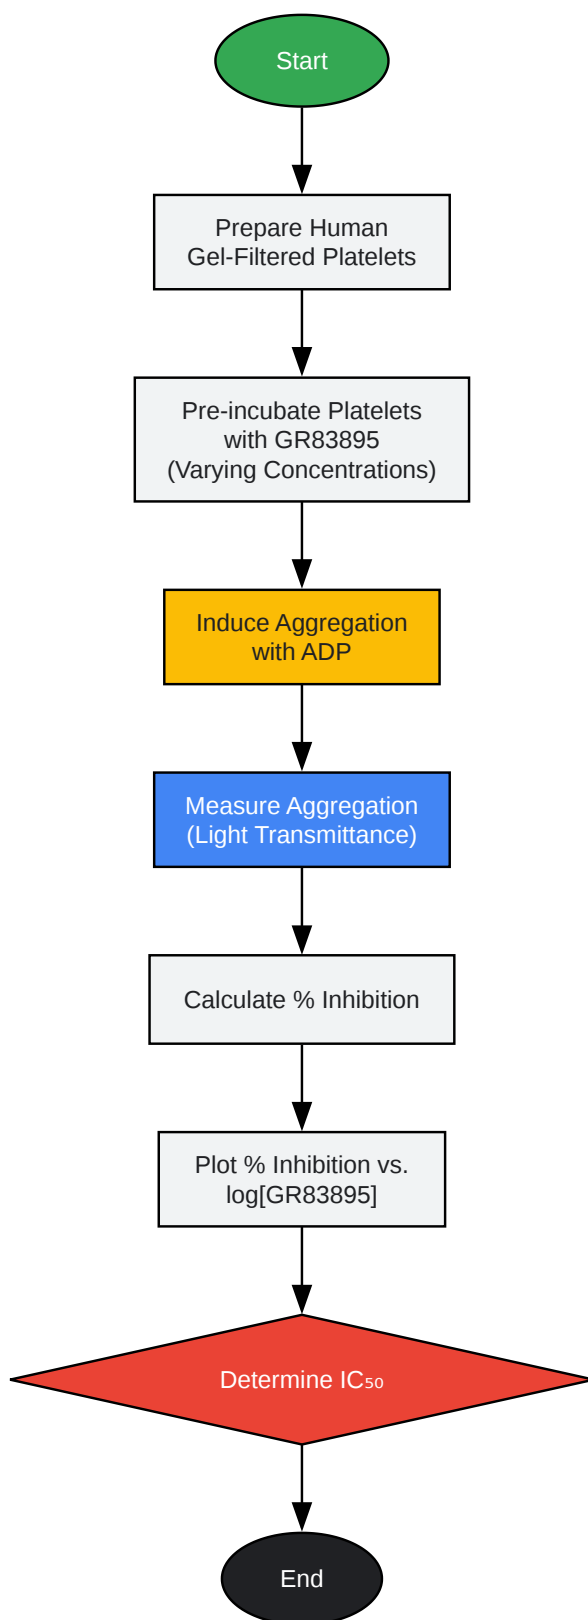 Start
Prepare Human
Gel-Filtered Platelets
Pre-incubate Platelets
with GR83895
(Varying Concentrations)
Induce Aggregation
with ADP
Measure Aggregation
(Light Transmittance)
Calculate % Inhibition
Plot % Inhibition vs.
log[GR83895]
Determine IC₅₀
End